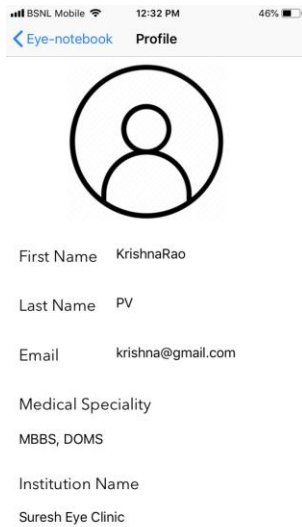 BSNL Mobile 12:32 PM 46%
Eye-notebook Profile
First Name KrishnaRao
Last Name PV
Email krishna@gmail.com
Medical Speciality
MBBS, DOMS
Institution Name
Suresh Eye Clinic